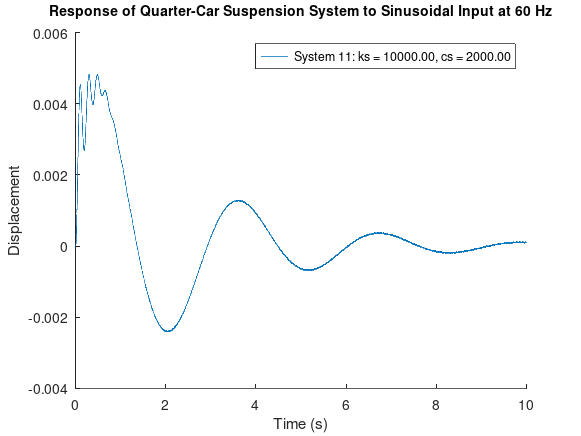 Response of Quarter-Car Suspension System to Sinusoidal Input at 60 Hz
0.006
System 11: ks = 10000.00, cs = 2000.00
0.004
0.002
Displacement
0
-0.002
-0.004
0 2 4 6 8 10
Time (s)